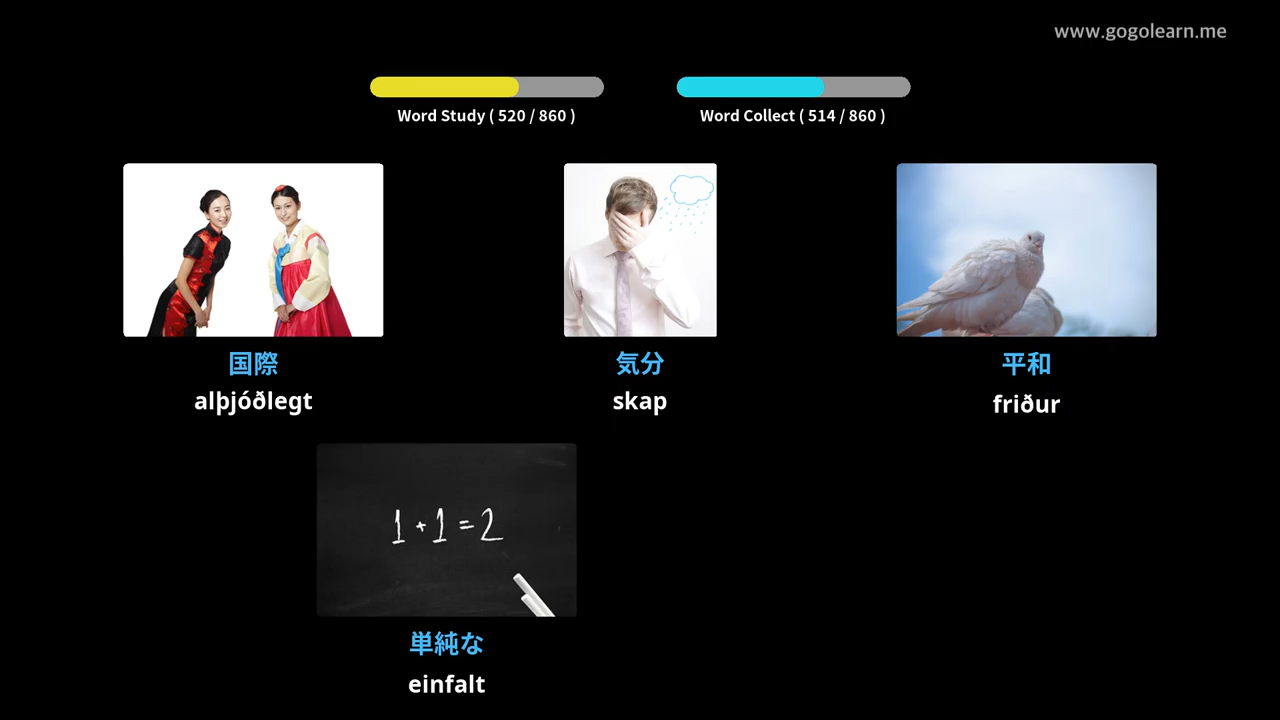 www.gogolearn.me
Word Study ( 520 / 860 )
Word Collect ( 514 / 860 )
国際
alþjóðlegt
気分
skap
平和
friður
1 + 1 = 2
単純な
einfalt